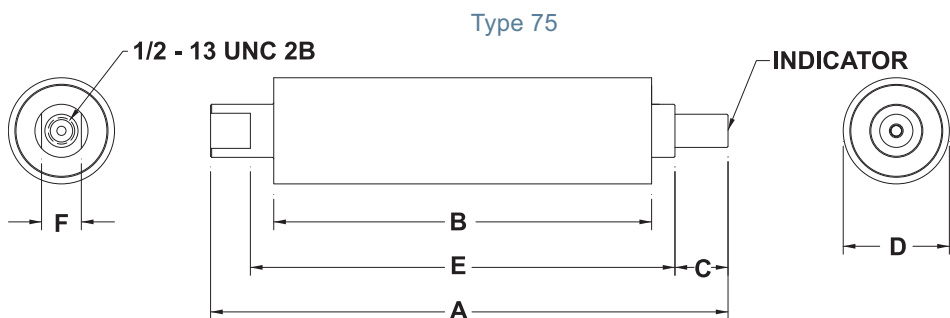 Type 75
1/2 - 13 UNC 2B
INDICATOR
F
B
D
E
C
A